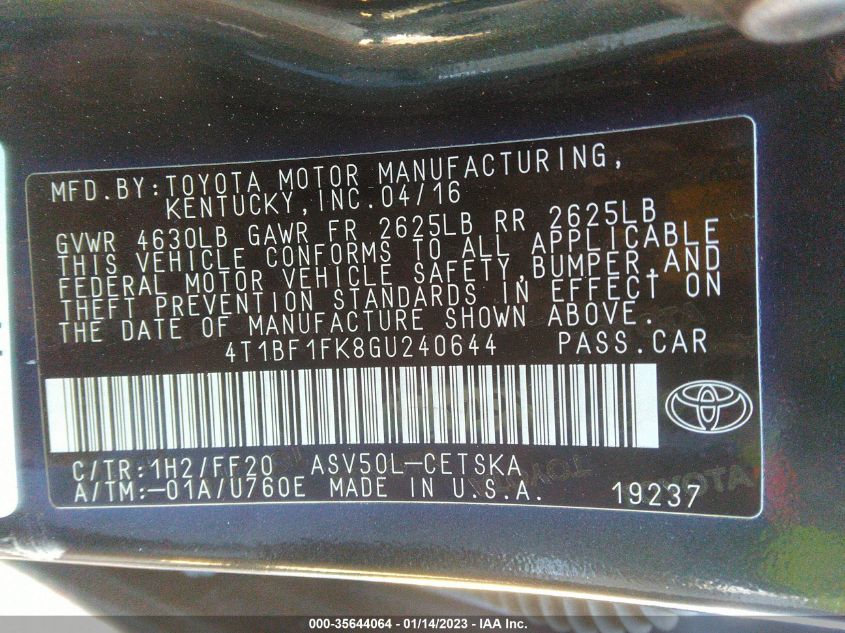 MFD.BY:TOYOTA MOTOR MANUFACTURING,
KENTUCKY,INC.04/16
GVWR 4630LB GAWR FR 2625LB RR 2625LB
THIS VEHICLE CONFORMS TO ALL APPLICABLE
FEDERAL MOTOR VEHICLE SAFETY,BUMPER,AND
THEFT PREVENTION STANDARDS IN EFFECT ON
THE DATE OF MANUFACTURE SHOWN ABOVE.
4T1BF1FK8GU240644 PASS.CAR
C/TR:1H2/FF20 ASV50L-CETSKA
A/TM:-01A/U760E MADE IN U.S.A. 19237
TOYOTA
000-35644064 - 01/14/2023 - IAA Inc.